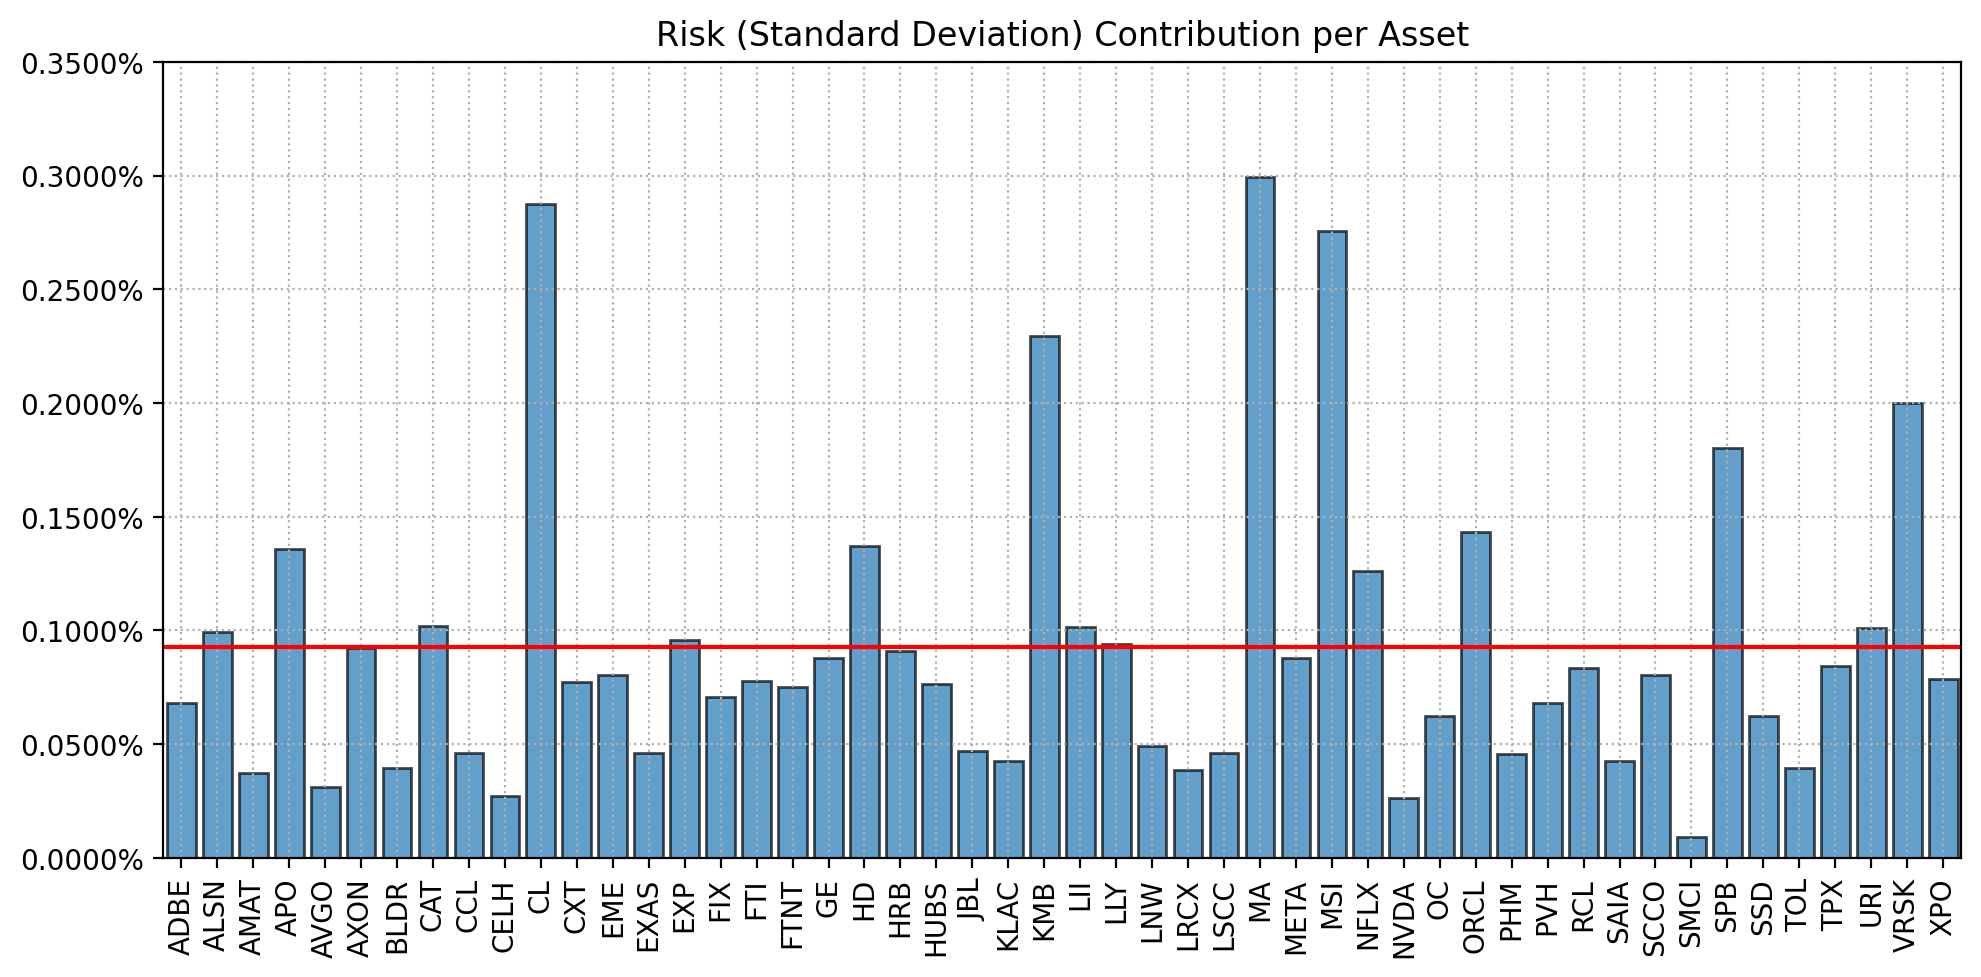 Risk (Standard Deviation) Contribution per Asset
0.3500%
0.3000%
0.2500%
0.2000%
0.1500%
0.1000%
0.0500%
0.0000%
ADBE
ALSN
AMAT
APO
AVGO
AXON
BLDR
CAT
CCL
CELH
CL
CXT
EME
EXAS
EXP
FIX
FTI
FTNT
GE
HD
HRB
HUBS
JBL
KLAC
KMB
LII
LLY
LNW
LRCX
LSCC
MA
META
MSI
NFLX
NVDA
OC
ORCL
PHM
PVH
RCL
SAIA
SCCO
SMCI
SPB
SSD
TOL
TPX
URI
VRSK
XPO